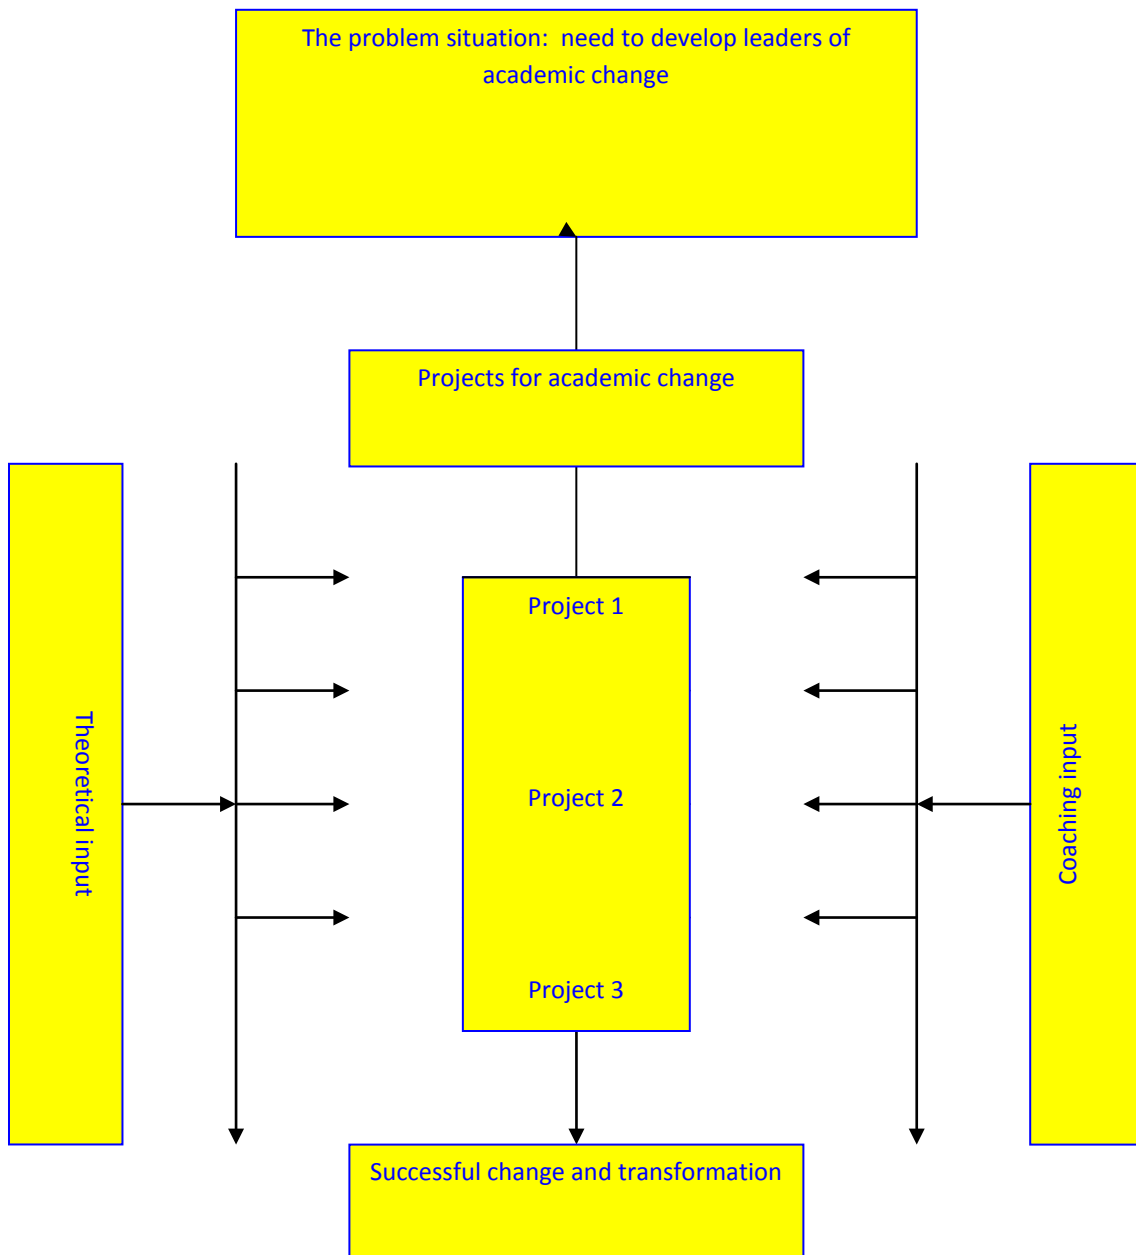 The problem situation:  need to develop leaders of
academic change
Projects for academic change
Theoretical input
Project 1
Project 2
Project 3
Coaching input
Successful change and transformation